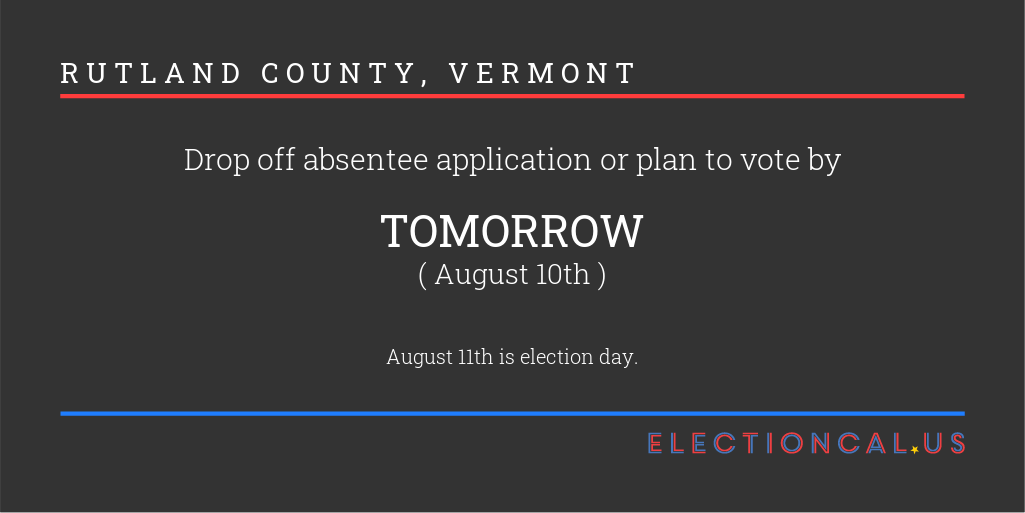 RUTLAND COUNTY, VERMONT
Drop off absentee application or plan to vote by
TOMORROW
( August 10th )
August 11th is election day.
ELECTIONCAL.US